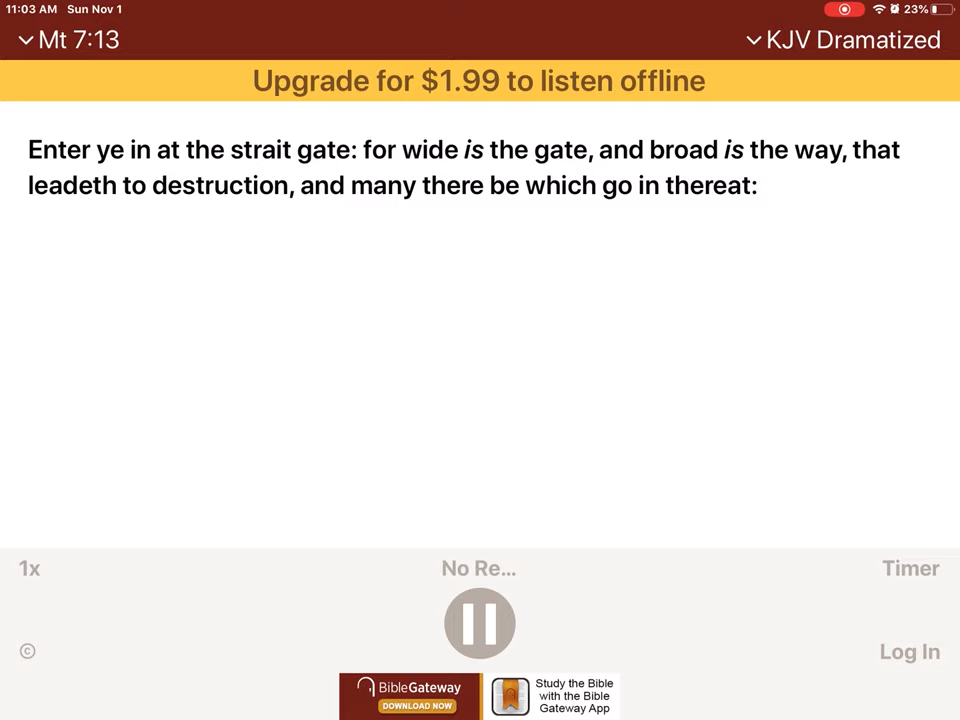 11:03 AM Sun Nov 1 23%
Mt 7:13 KJV Dramatized
Upgrade for $1.99 to listen offline
Enter ye in at the strait gate: for wide is the gate, and broad is the way, that
leadeth to destruction, and many there be which go in thereat:
1x No Re... Timer
© Log In
BibleGateway
DOWNLOAD NOW
Study the Bible
with the Bible
Gateway App